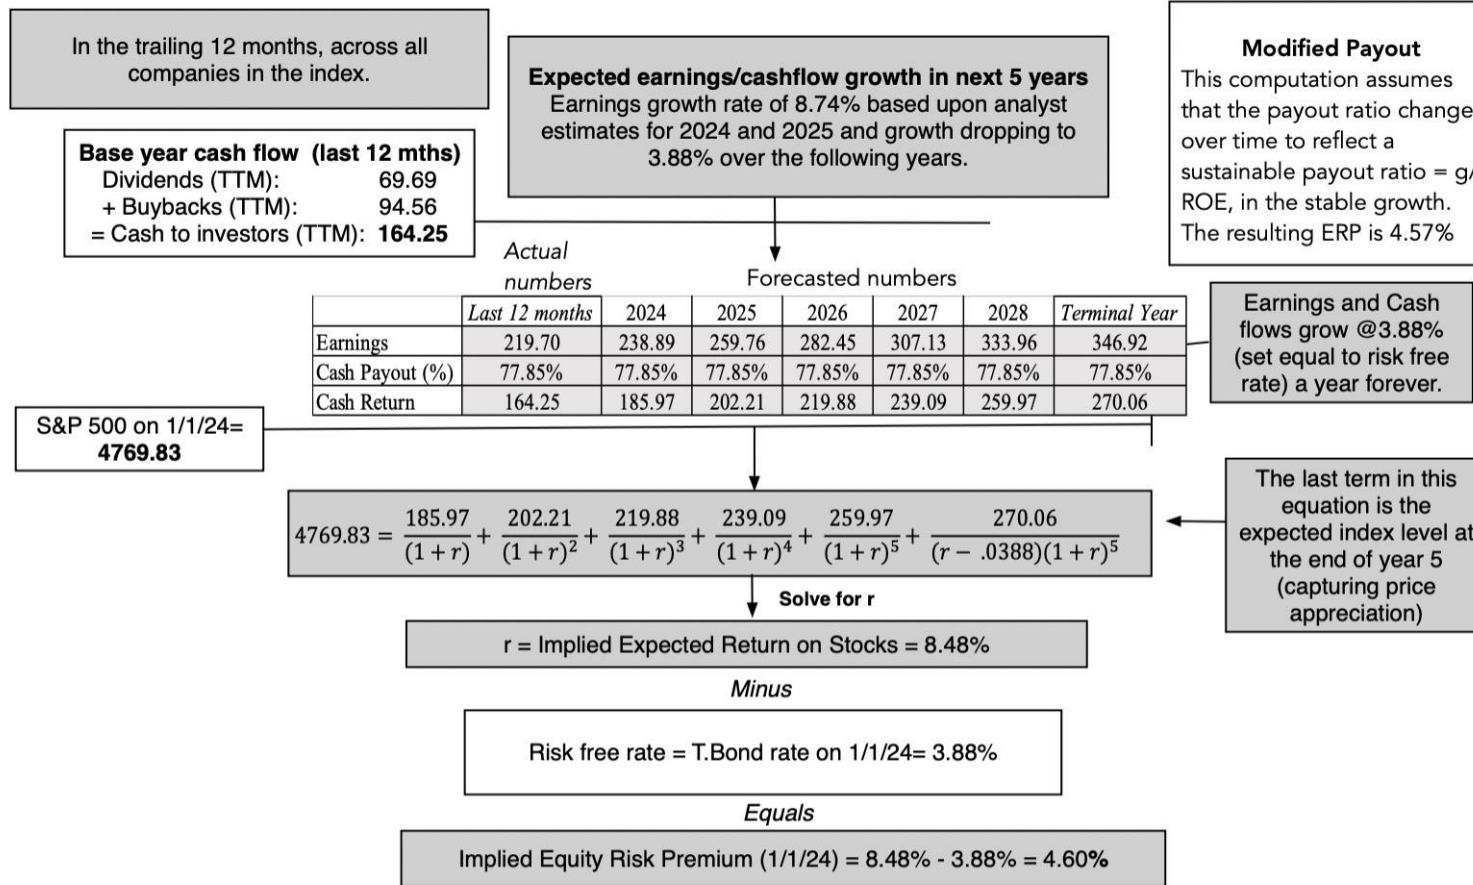 In the trailing 12 months, across all
companies in the index.
Expected earnings/cashflow growth in next 5 years
Earnings growth rate of 8.74% based upon analyst
estimates for 2024 and 2025 and growth dropping to
3.88% over the following years.
Modified Payout
This computation assumes
that the payout ratio change
over time to reflect a
sustainable payout ratio = g/
ROE, in the stable growth.
The resulting ERP is 4.57%
Base year cash flow (last 12 mths)
Dividends (TTM): 69.69
+ Buybacks (TTM): 94.56
= Cash to investors (TTM): 164.25
Actual
numbers
Forecasted numbers
Last 12 months 2024 2025 2026 2027 2028 Terminal Year
Earnings 219.70 238.89 259.76 282.45 307.13 333.96 346.92
Cash Payout (%) 77.85% 77.85% 77.85% 77.85% 77.85% 77.85% 77.85%
Cash Return 164.25 185.97 202.21 219.88 239.09 259.97 270.06
Earnings and Cash
flows grow @3.88%
(set equal to risk free
rate) a year forever.
S&P 500 on 1/1/24=
4769.83
4769.83 = 185.97/(1 + r) + 202.21/(1 + r)² + 219.88/(1 + r)³ + 239.09/(1 + r)⁴ + 259.97/(1 + r)⁵ + 270.06/(r − .0388)(1 + r)⁵
The last term in this
equation is the
expected index level at
the end of year 5
(capturing price
appreciation)
Solve for r
r = Implied Expected Return on Stocks = 8.48%
Minus
Risk free rate = T.Bond rate on 1/1/24= 3.88%
Equals
Implied Equity Risk Premium (1/1/24) = 8.48% - 3.88% = 4.60%